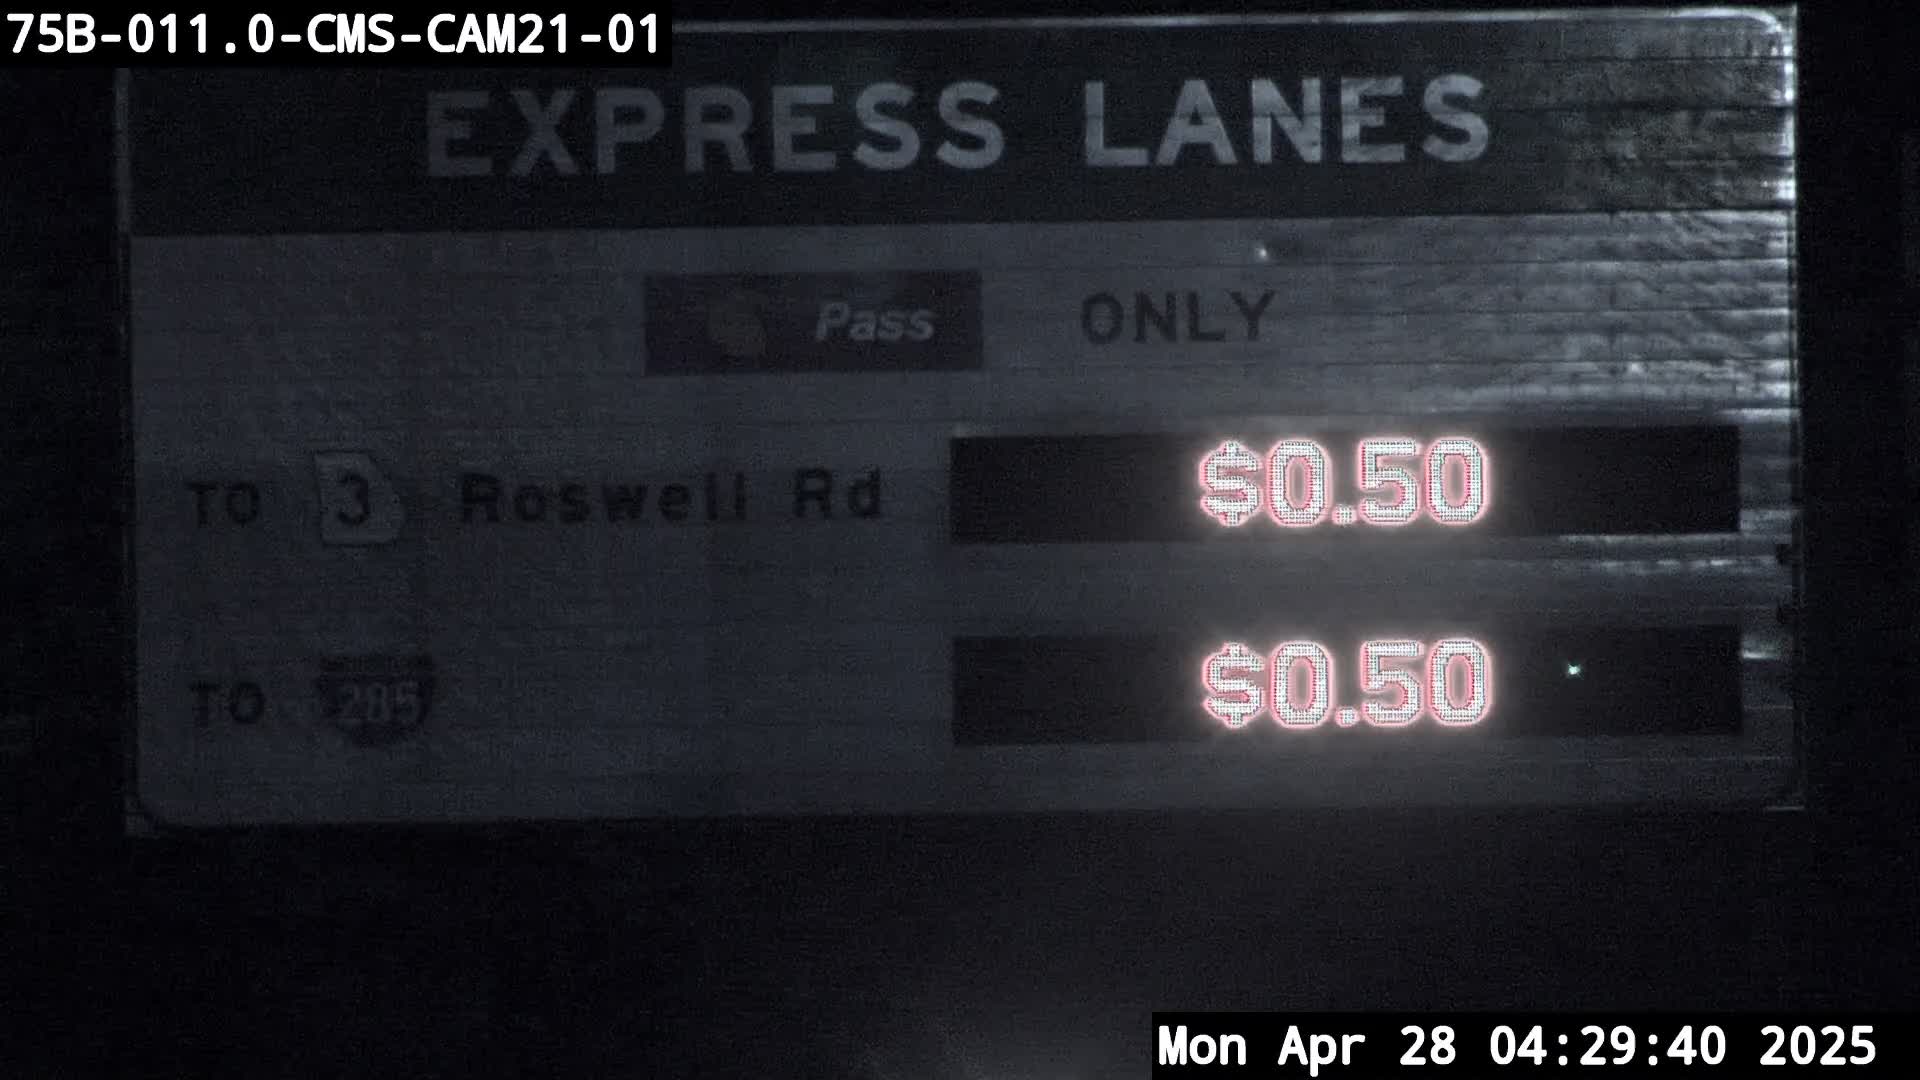 75B-011.0-CMS-CAM21-01
EXPRESS LANES
Pass ONLY
TO 3 Roswell Rd $0.50
TO 285 $0.50
Mon Apr 28 04:29:40 2025